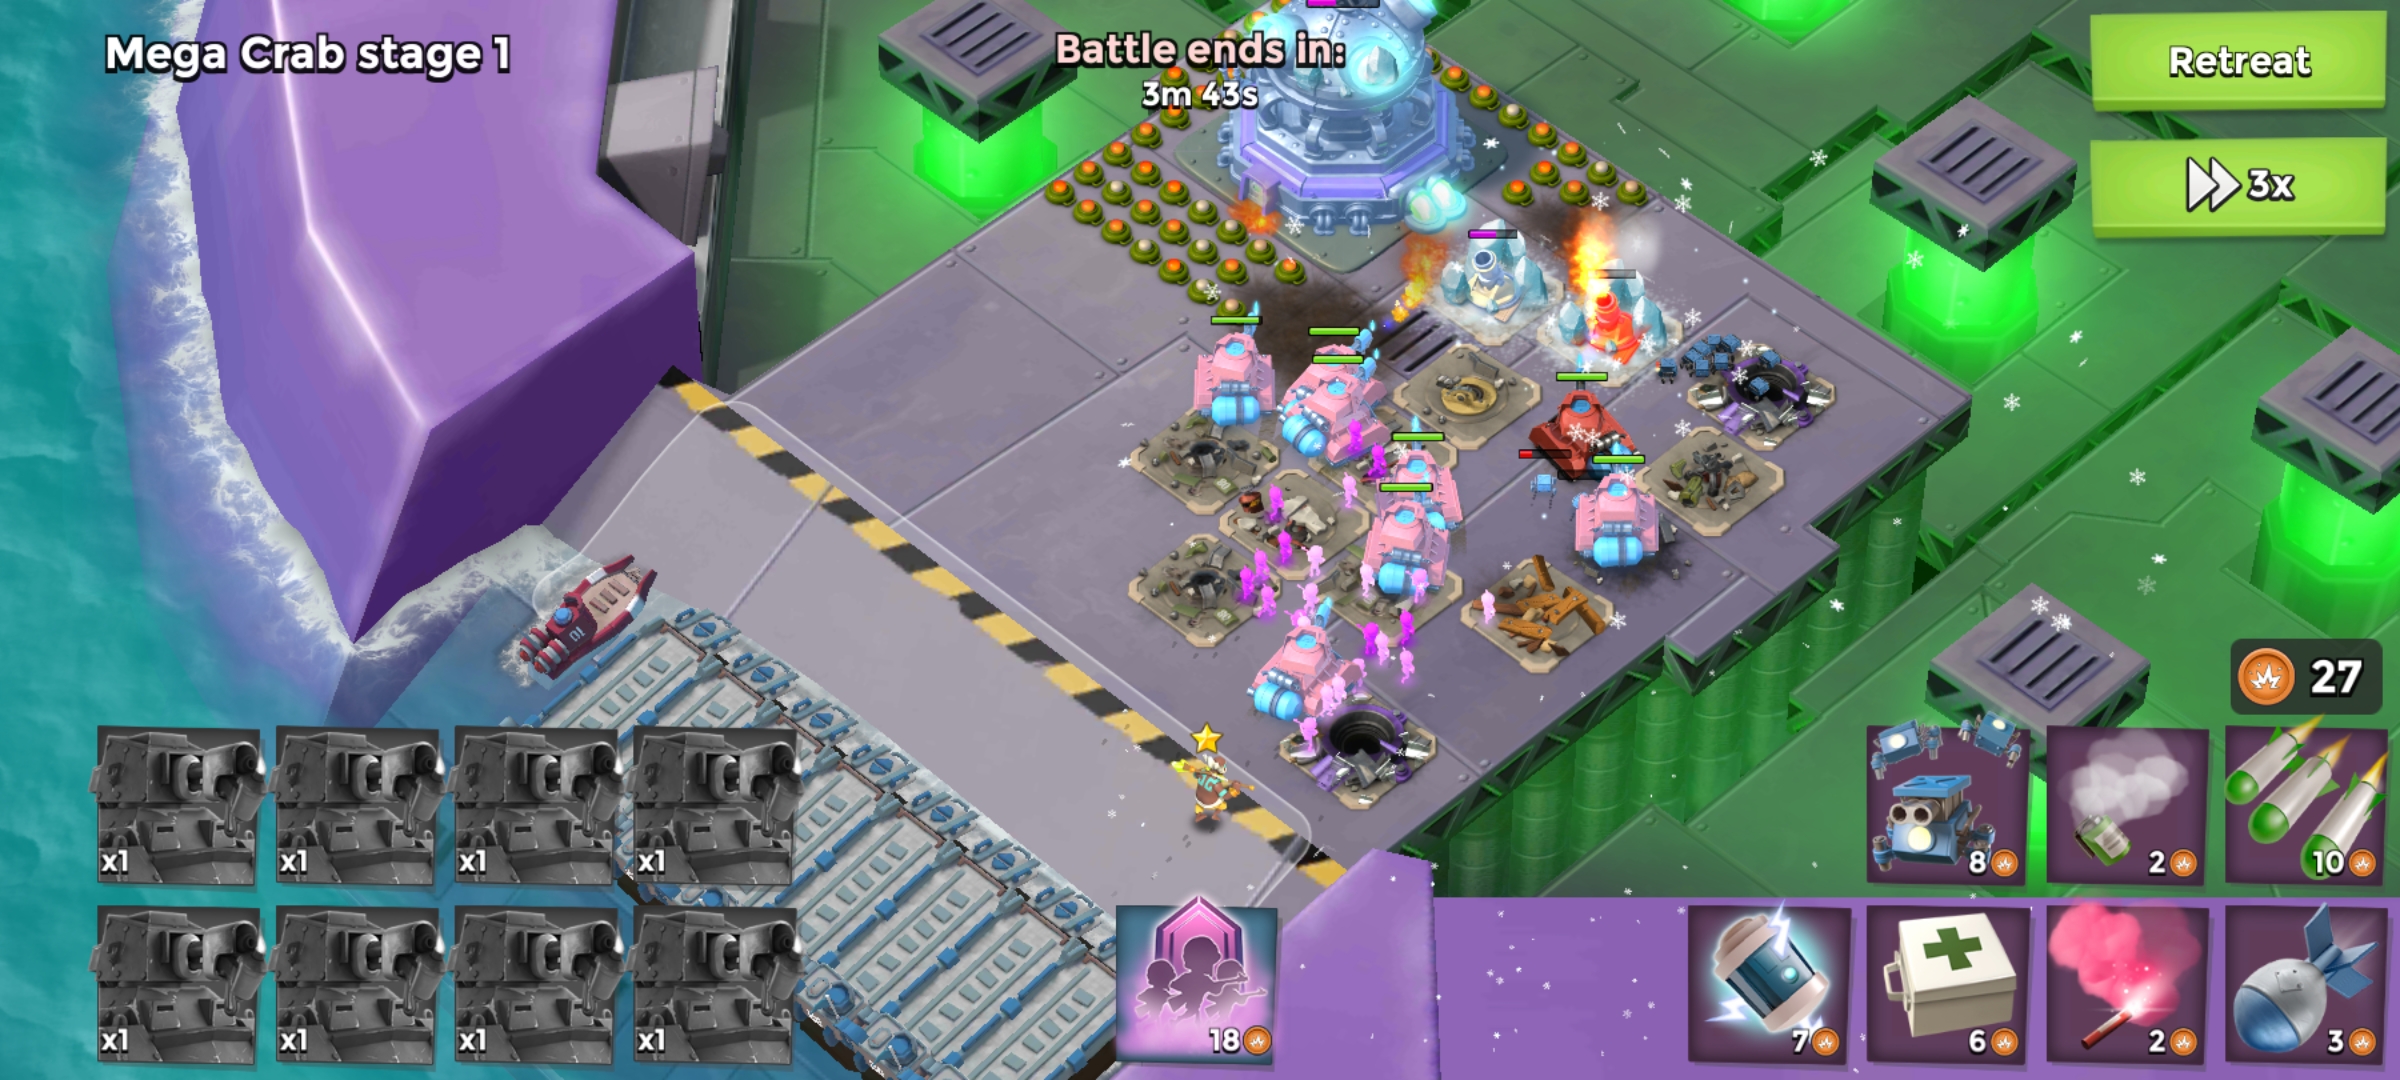 Mega Crab stage 1
Battle ends in:
3m 43s
Retreat
3x
27
01
x1
x1
x1
x1
8
2
10
x1
x1
x1
x1
18
7
6
2
3